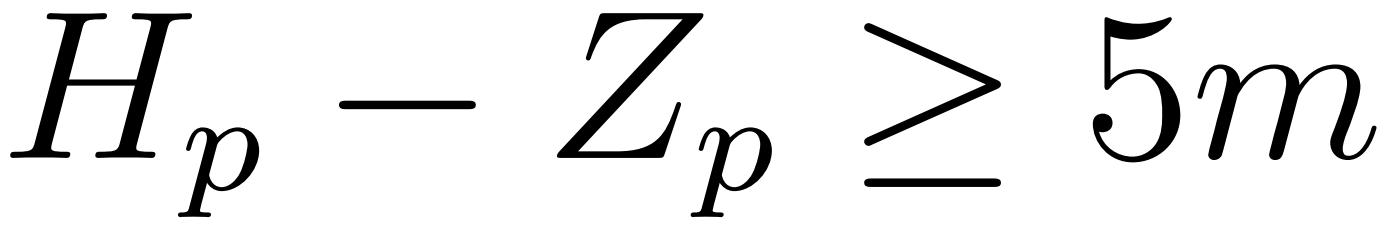 H_p − Z_p ≥ 5m